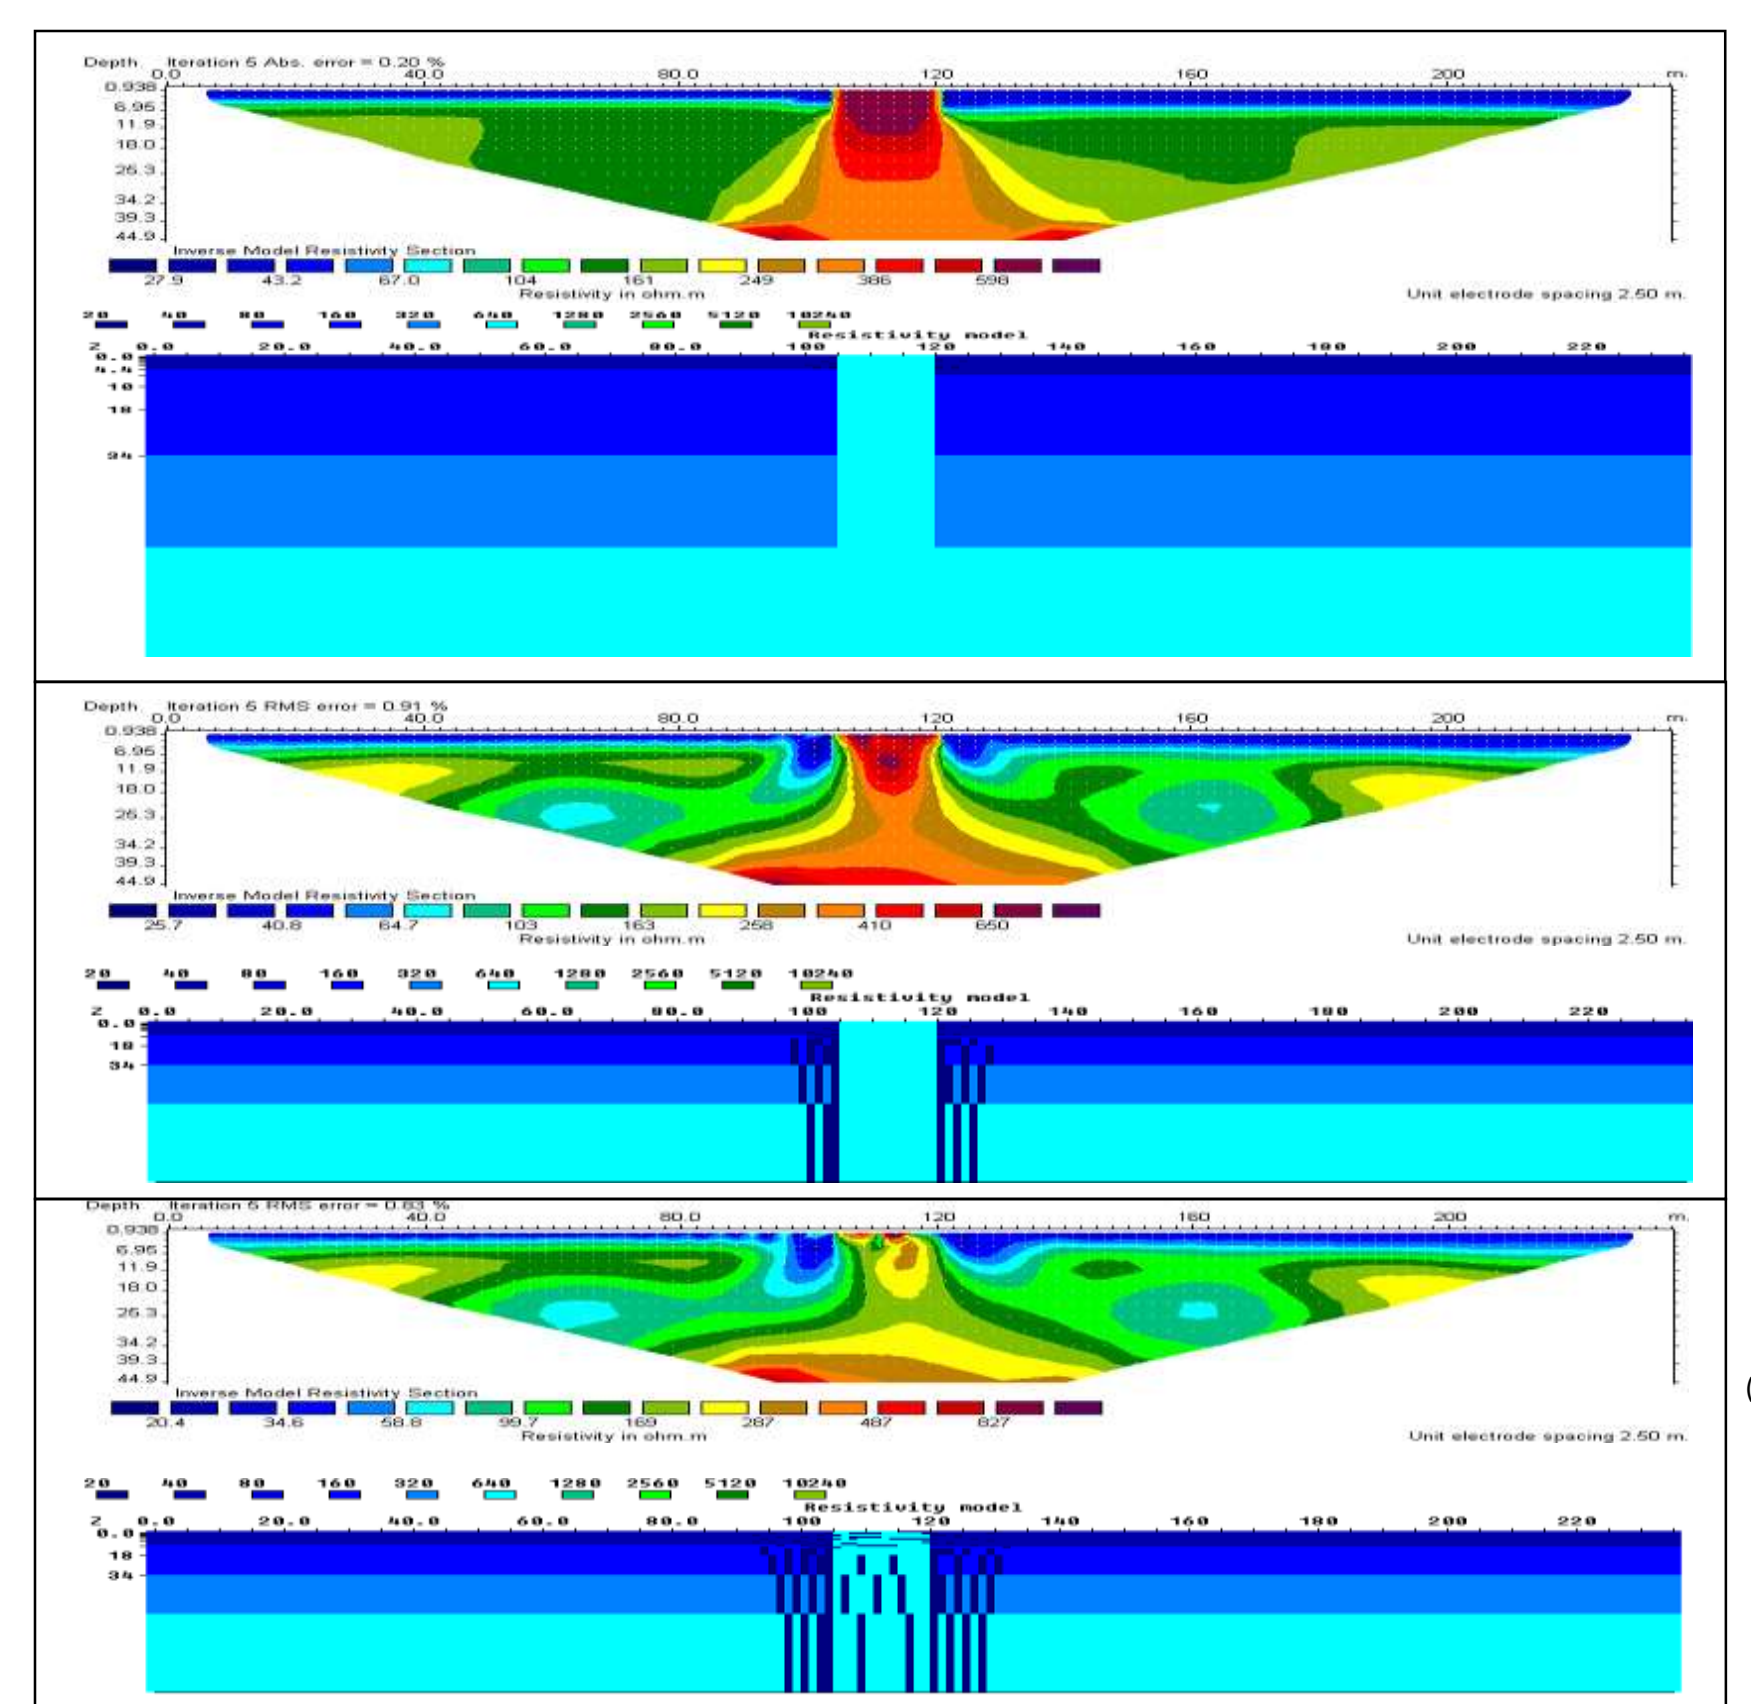 Depth Iteration 5 Abs. error = 0.20 %
0.0 40.0 80.0 120 160 200 m.
0.938
6.95
11.9
18.0
26.3
34.2
39.3
44.9
Inverse Model Resistivity Section
27.9 43.2 67.0 104 161 249 386 598
Resistivity in ohm.m
Unit electrode spacing 2.50 m.
20 40 80 160 320 640 1280 2560 5120 10240
Resistivity model
Z 0.0 20.0 40.0 60.0 80.0 100 120 140 160 180 200 220
0.0
4.4
10
18
34
Depth Iteration 5 RMS error = 0.91 %
0.0 40.0 80.0 120 160 200 m.
0.938
6.95
11.9
18.0
26.3
34.2
39.3
44.9
Inverse Model Resistivity Section
25.7 40.8 64.7 103 163 258 410 650
Resistivity in ohm.m
Unit electrode spacing 2.50 m.
20 40 80 160 320 640 1280 2560 5120 10240
Resistivity model
Z 0.0 20.0 40.0 60.0 80.0 100 120 140 160 180 200 220
0.0
18
34
Depth Iteration 5 RMS error = 0.83 %
0.0 40.0 80.0 120 160 200 m.
0.938
6.95
11.9
18.0
26.3
34.2
39.3
44.9
Inverse Model Resistivity Section
20.4 34.6 58.8 99.7 169 287 487 827
Resistivity in ohm.m
Unit electrode spacing 2.50 m.
(
20 40 80 160 320 640 1280 2560 5120 10240
Resistivity model
Z 0.0 20.0 40.0 60.0 80.0 100 120 140 160 180 200 220
0.0
18
34